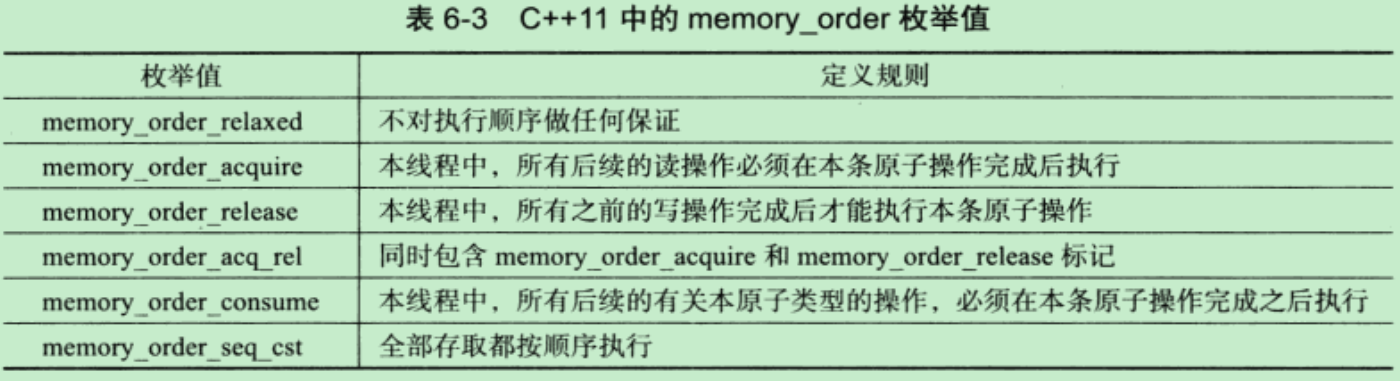 表 6-3 C++11 中的 memory_order 枚举值
枚举值 定义规则
memory_order_relaxed 不对执行顺序做任何保证
memory_order_acquire 本线程中，所有后续的读操作必须在本条原子操作完成后执行
memory_order_release 本线程中，所有之前的写操作完成后才能执行本条原子操作
memory_order_acq_rel 同时包含 memory_order_acquire 和 memory_order_release 标记
memory_order_consume 本线程中，所有后续的有关本原子类型的操作，必须在本条原子操作完成之后执行
memory_order_seq_cst 全部存取都按顺序执行